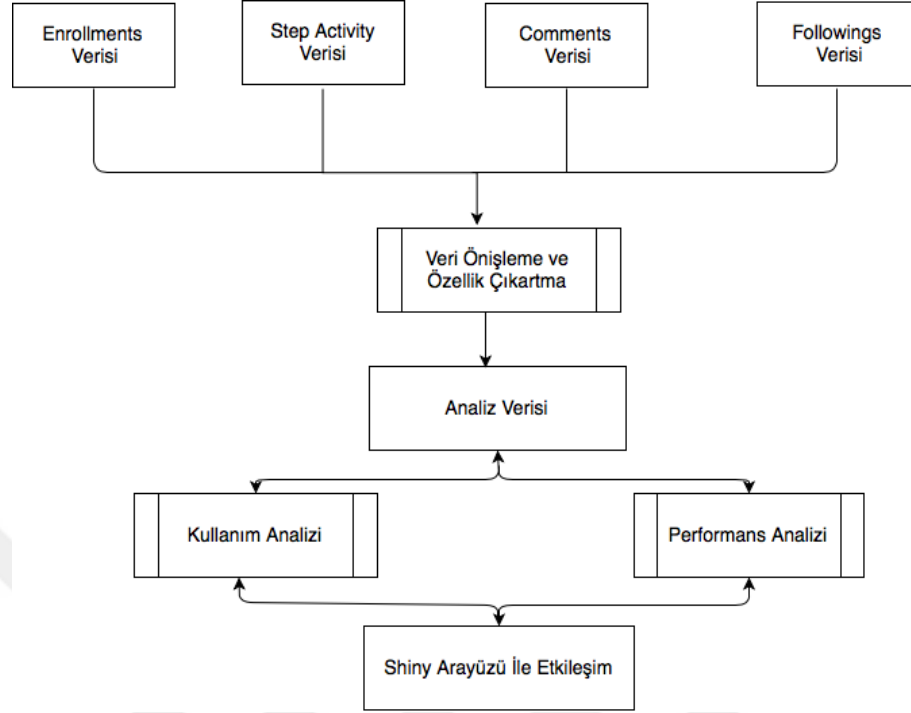 Enrollments
Verisi
Step Activity
Verisi
Comments
Verisi
Followings
Verisi
Veri Önişleme ve
Özellik Çıkartma
Analiz Verisi
Kullanım Analizi
Performans Analizi
Shiny Arayüzü İle Etkileşim